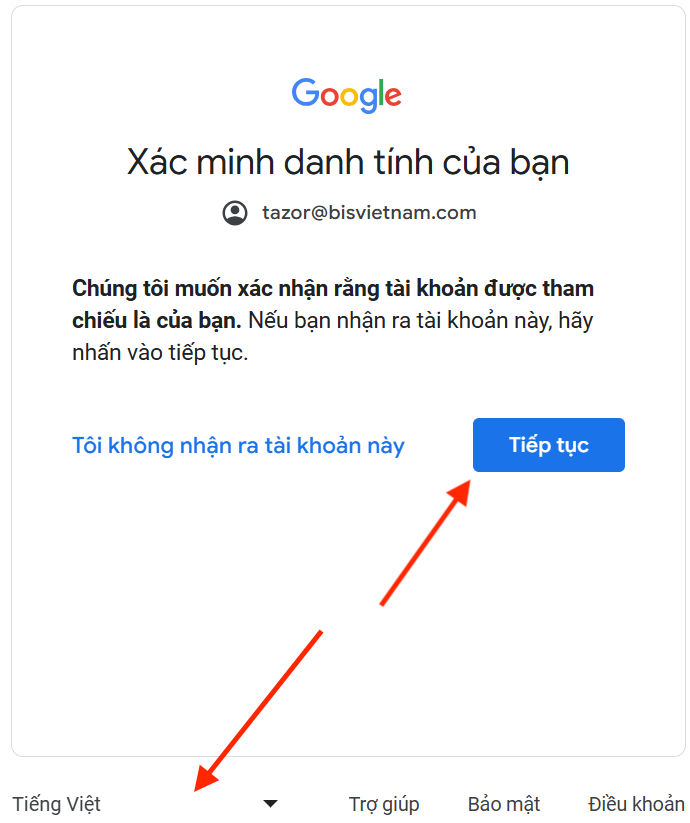 Google
Xác minh danh tính của bạn
tazor@bisvietnam.com
Chúng tôi muốn xác nhận rằng tài khoản được tham
chiếu là của bạn. Nếu bạn nhận ra tài khoản này, hãy
nhấn vào tiếp tục.
Tôi không nhận ra tài khoản này
Tiếp tục
Tiếng Việt
Trợ giúp
Bảo mật
Điều khoản